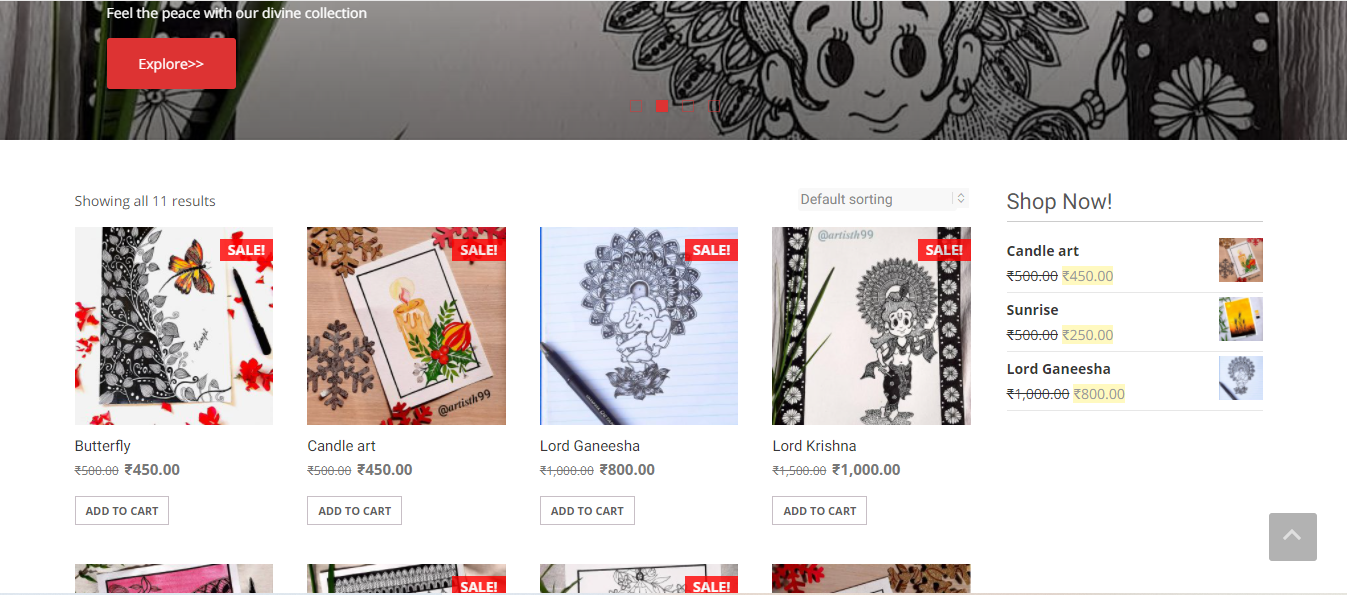 Feel the peace with our divine collection
Explore>>
Showing all 11 results
Default sorting
SALE!
SALE!
SALE!
SALE!
@artisth99
@artisth99
Butterfly
₹500.00 ₹450.00
ADD TO CART
Candle art
₹500.00 ₹450.00
ADD TO CART
Lord Ganeesha
₹1,000.00 ₹800.00
ADD TO CART
Lord Krishna
₹1,500.00 ₹1,000.00
ADD TO CART
SALE!
SALE!
Shop Now!
Candle art
₹500.00 ₹450.00
Sunrise
₹500.00 ₹250.00
Lord Ganeesha
₹1,000.00 ₹800.00